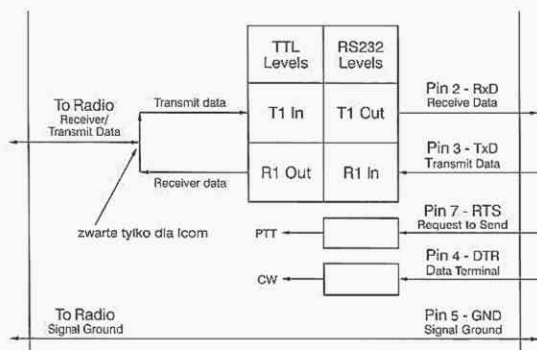 TTL
Levels
RS232
Levels
Pin 2 - RxD
Receive Data
To Radio
Receiver/
Transmit Data
Transmit data
T1 In
T1 Out
Pin 3 - TxD
Transmit Data
Receiver data
R1 Out
R1 In
zwarte tylko dla Icom
Pin 7 - RTS
Request to Send
PTT
Pin 4 - DTR
Data Terminal
CW
To Radio
Signal Ground
Pin 5 - GND
Signal Ground